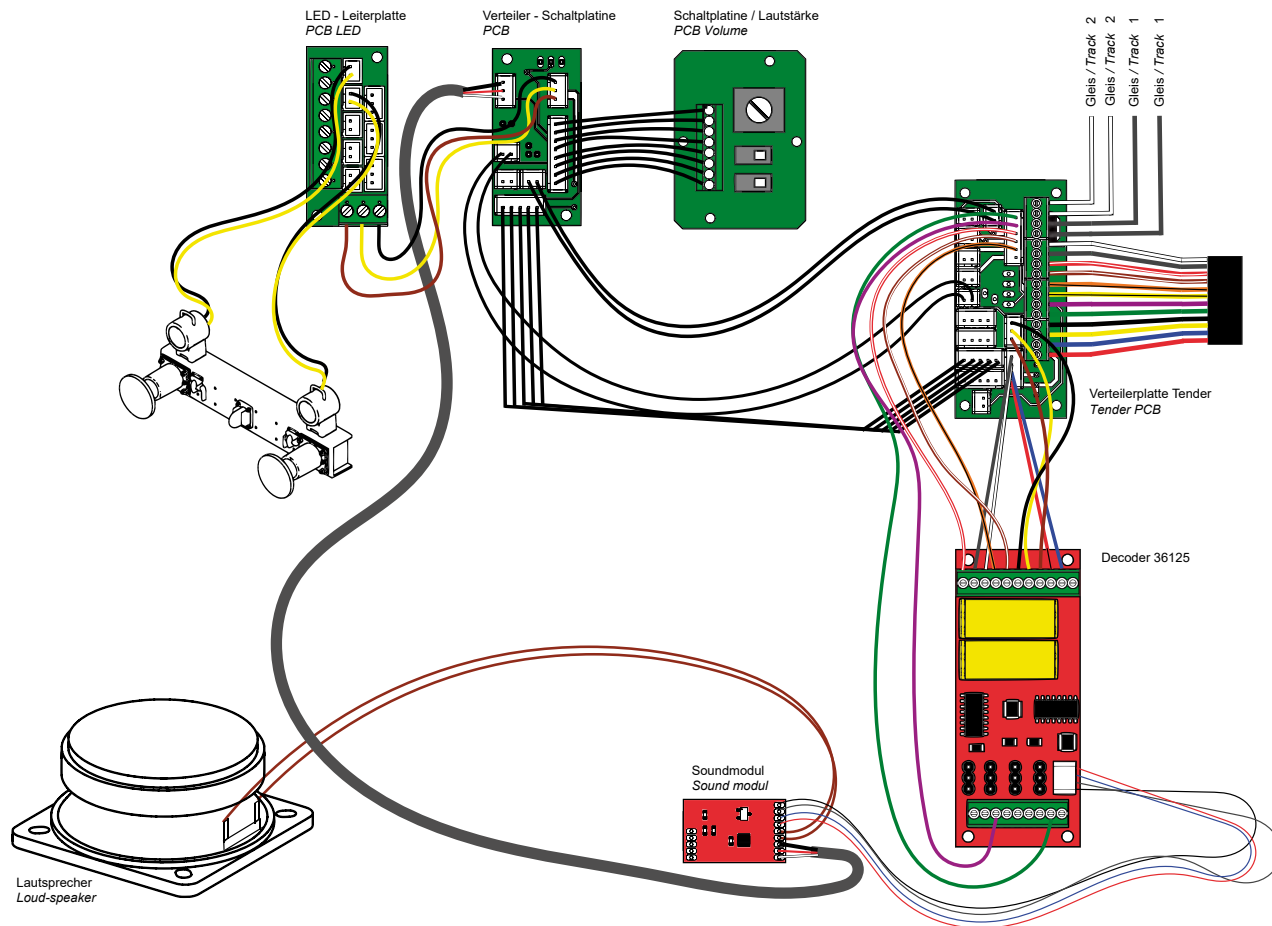 LED - Leiterplatte
PCB LED
Verteiler - Schaltplatine
PCB
Schaltplatine / Lautstärke
PCB Volume
Gleis / Track 2
Gleis / Track 2
Gleis / Track 1
Gleis / Track 1
Verteilerplatte Tender
Tender PCB
Decoder 36125
Soundmodul
Sound modul
Lautsprecher
Loud-speaker